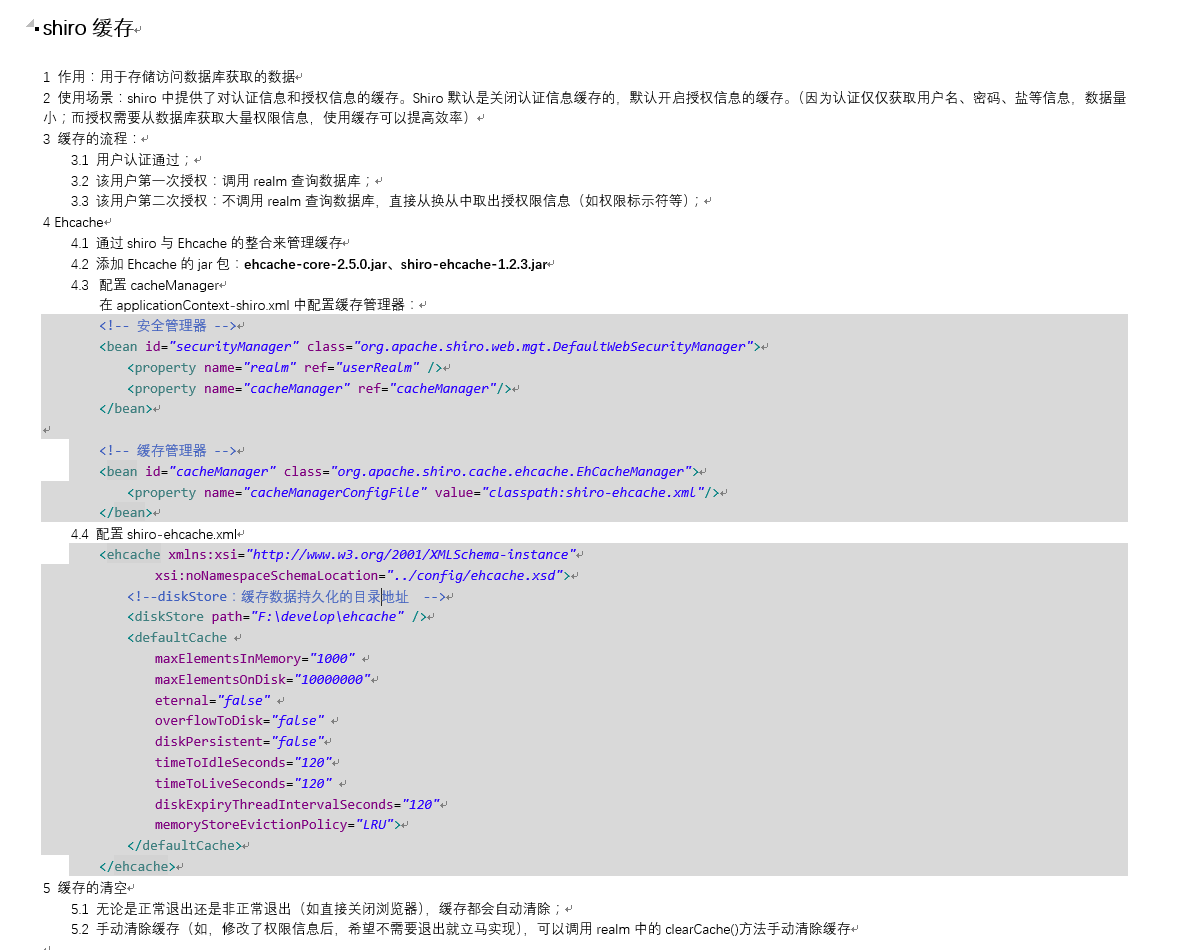 shiro 缓存
1 作用：用于存储访问数据库获取的数据
2 使用场景：shiro 中提供了对认证信息和授权信息的缓存。Shiro 默认是关闭认证信息缓存的，默认开启授权信息的缓存。（因为认证仅仅获取用户名、密码、盐等信息，数据量
小；而授权需要从数据库获取大量权限信息，使用缓存可以提高效率）
3 缓存的流程：
3.1 用户认证通过；
3.2 该用户第一次授权：调用 realm 查询数据库；
3.3 该用户第二次授权：不调用 realm 查询数据库，直接从换从中取出授权限信息（如权限标示符等）；
4 Ehcache
4.1 通过 shiro 与 Ehcache 的整合来管理缓存
4.2 添加 Ehcache 的 jar 包：ehcache-core-2.5.0.jar、shiro-ehcache-1.2.3.jar
4.3 配置 cacheManager
在 applicationContext-shiro.xml 中配置缓存管理器：
<!-- 安全管理器 -->
<bean id="securityManager" class="org.apache.shiro.web.mgt.DefaultWebSecurityManager">
<property name="realm" ref="userRealm" />
<property name="cacheManager" ref="cacheManager"/>
</bean>
<!-- 缓存管理器 -->
<bean id="cacheManager" class="org.apache.shiro.cache.ehcache.EhCacheManager">
<property name="cacheManagerConfigFile" value="classpath:shiro-ehcache.xml"/>
</bean>
4.4 配置 shiro-ehcache.xml
<ehcache xmlns:xsi="http://www.w3.org/2001/XMLSchema-instance"
xsi:noNamespaceSchemaLocation="../config/ehcache.xsd">
<!--diskStore：缓存数据持久化的目录地址  -->
<diskStore path="F:\develop\ehcache" />
<defaultCache
maxElementsInMemory="1000"
maxElementsOnDisk="10000000"
eternal="false"
overflowToDisk="false"
diskPersistent="false"
timeToIdleSeconds="120"
timeToLiveSeconds="120"
diskExpiryThreadIntervalSeconds="120"
memoryStoreEvictionPolicy="LRU">
</defaultCache>
</ehcache>
5 缓存的清空
5.1 无论是正常退出还是非正常退出（如直接关闭浏览器），缓存都会自动清除；
5.2 手动清除缓存（如，修改了权限信息后，希望不需要退出就立马实现），可以调用 realm 中的 clearCache()方法手动清除缓存